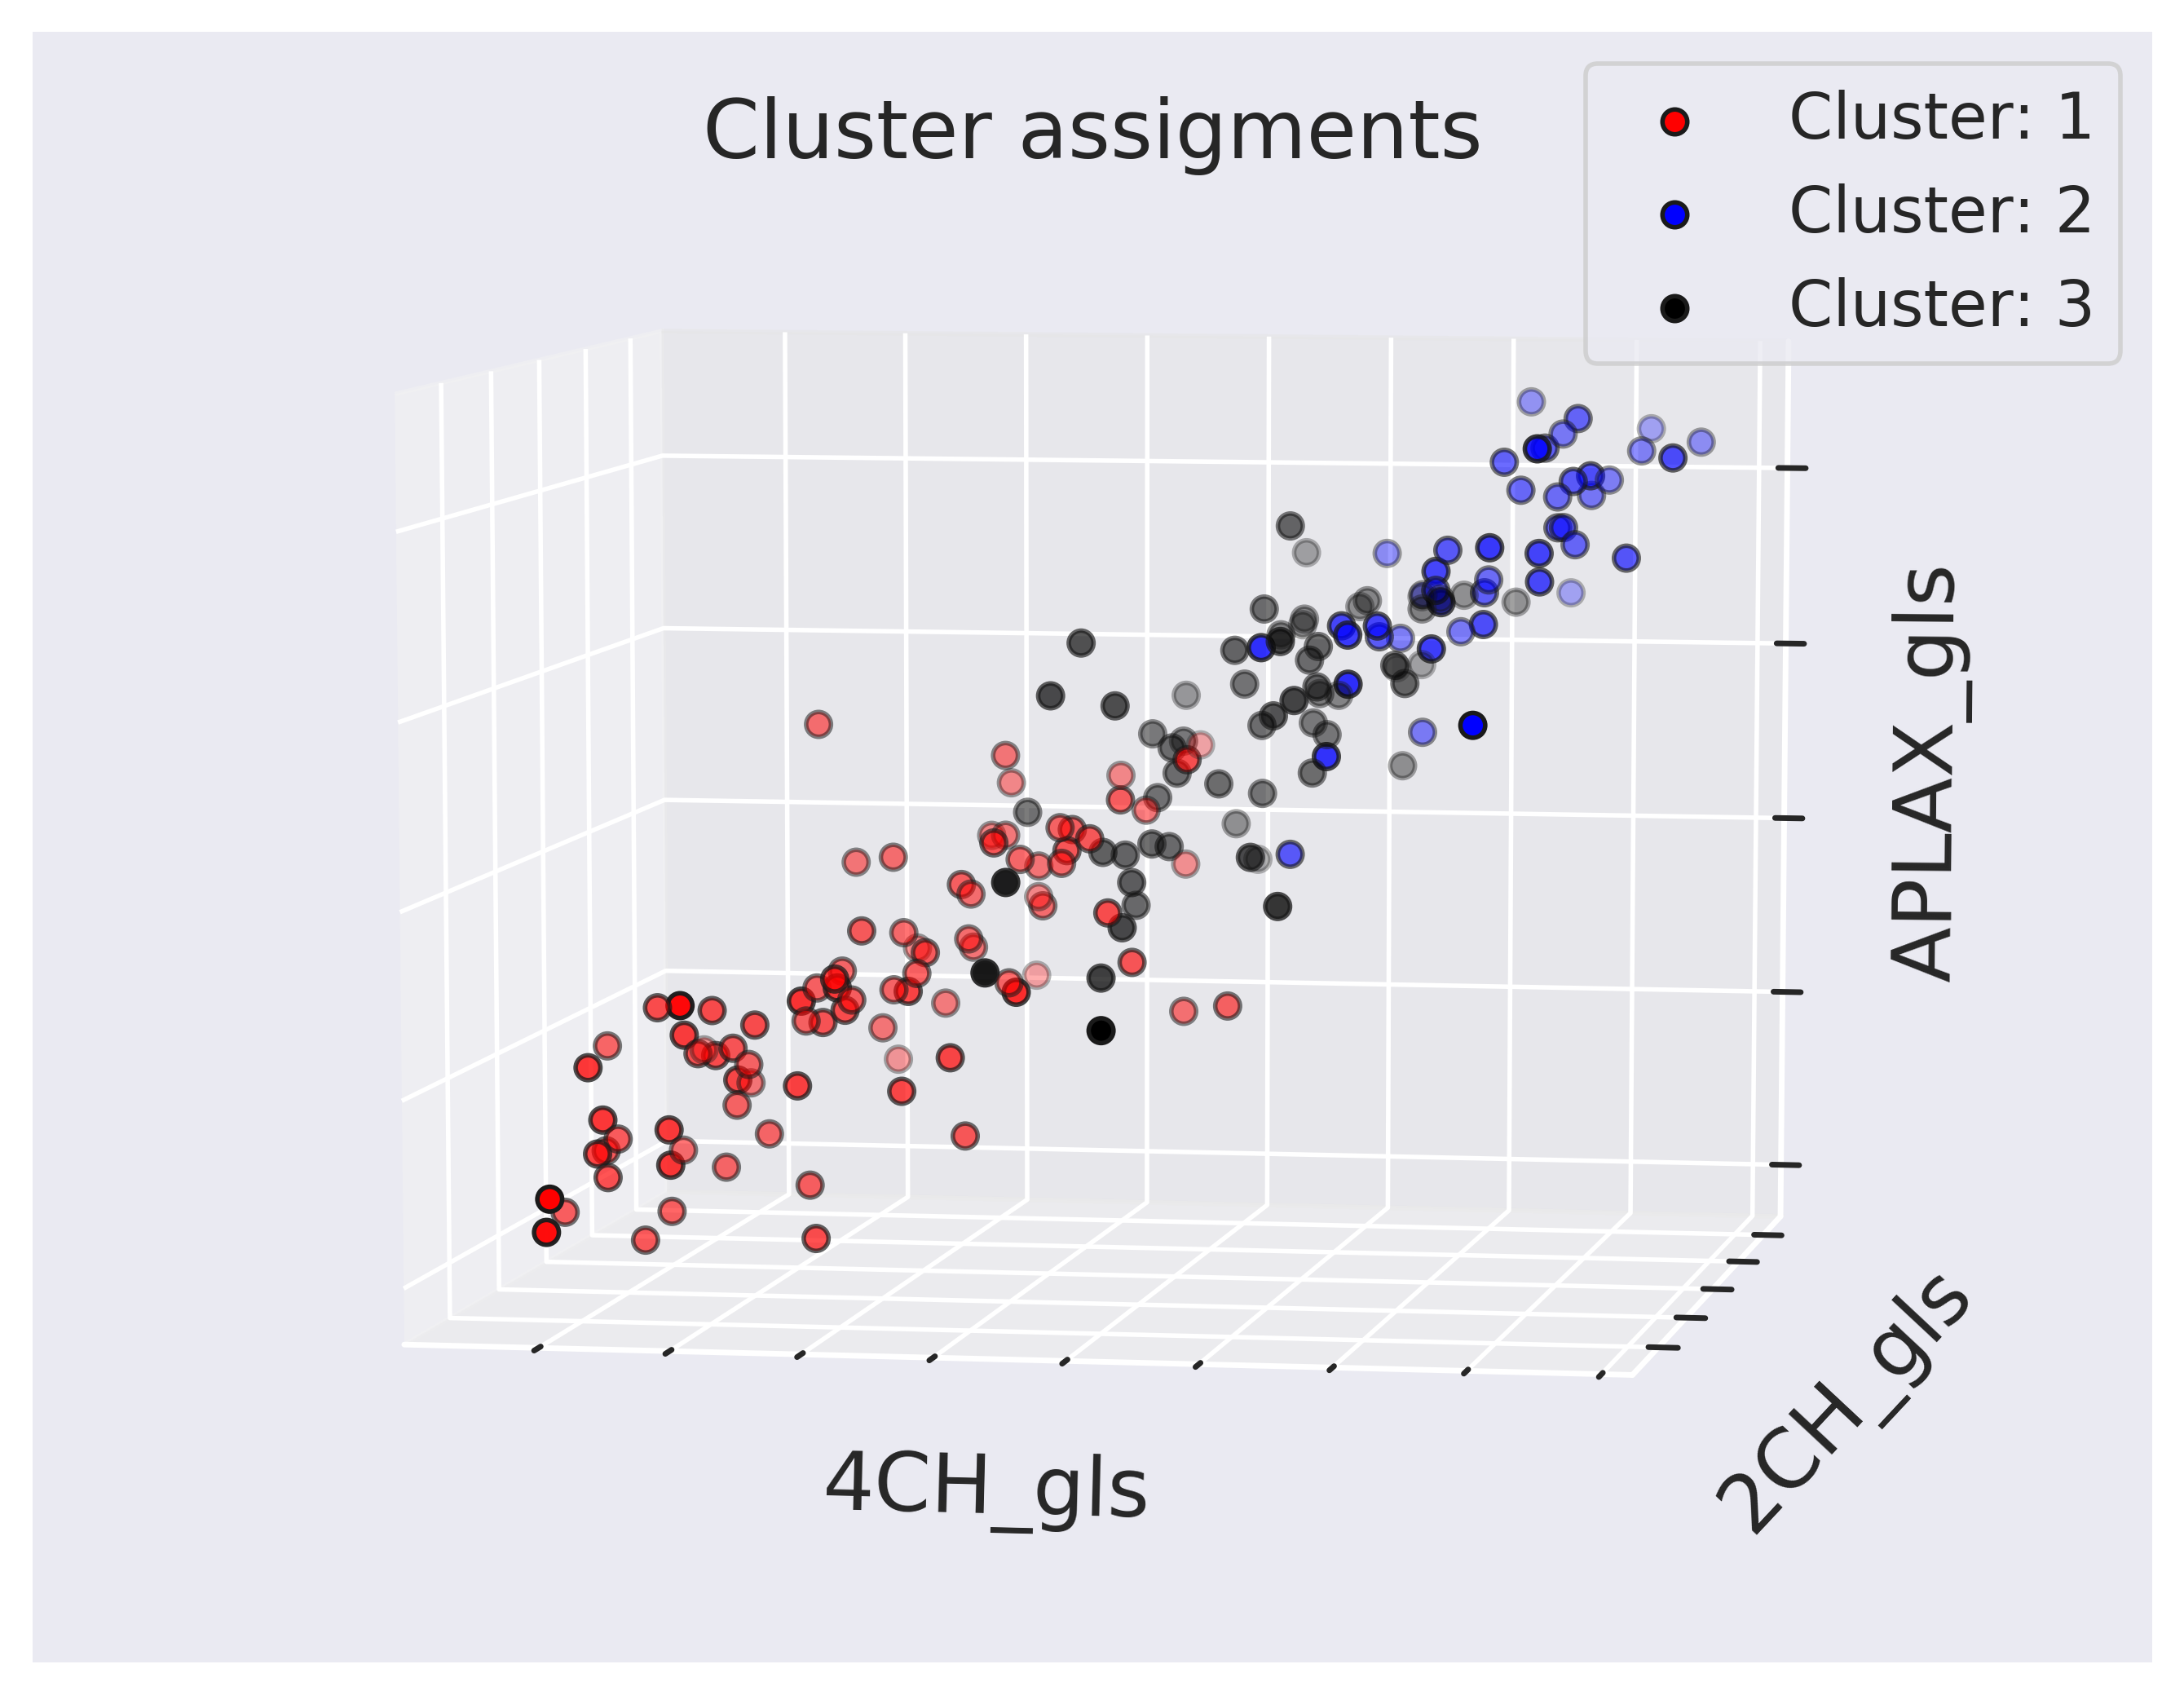 Cluster assigments
Cluster: 1
Cluster: 2
Cluster: 3
APLAX_gls
2CH_gls
4CH_gls